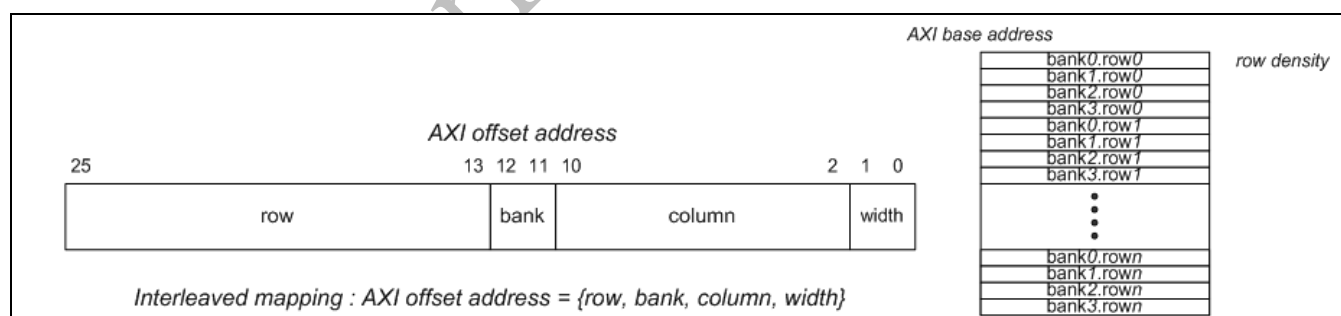 AXI base address
bank0.row0 row density
bank1.row0
bank2.row0
bank3.row0
bank0.row1
bank1.row1
bank2.row1
bank3.row1
bank0.rown
bank1.rown
bank2.rown
bank3.rown
AXI offset address
25 13 12 11 10 2 1 0
row bank column width
Interleaved mapping : AXI offset address = {row, bank, column, width}